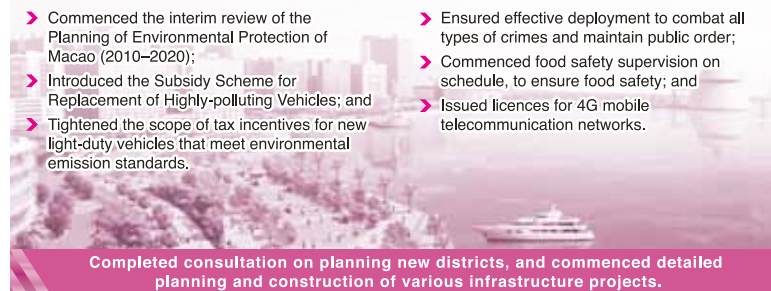 Commenced the interim review of the
Planning of Environmental Protection of
Macao (2010–2020);
Introduced the Subsidy Scheme for
Replacement of Highly-polluting Vehicles; and
Tightened the scope of tax incentives for new
light-duty vehicles that meet environmental
emission standards.
Ensured effective deployment to combat all
types of crimes and maintain public order;
Commenced food safety supervision on
schedule, to ensure food safety; and
Issued licences for 4G mobile
telecommunication networks.
Completed consultation on planning new districts, and commenced detailed
planning and construction of various infrastructure projects.